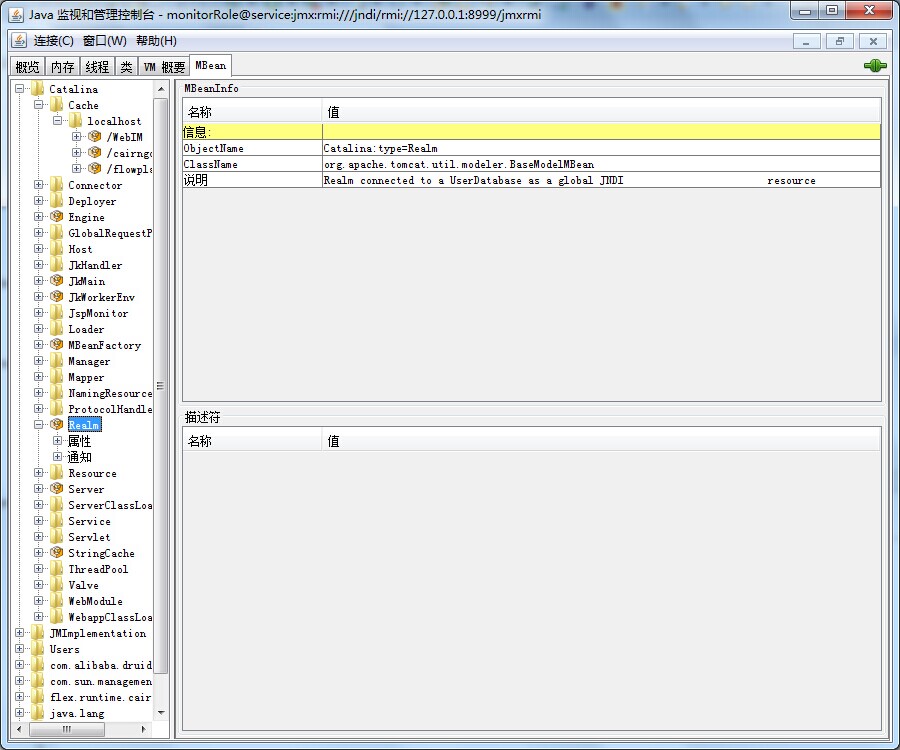 Java 监视和管理控制台 - monitorRole@service:jmx:rmi:///jndi/rmi://127.0.0.1:8999/jmxrmi
连接(C) 窗口(W) 帮助(H)
概览 内存 线程 类 VM 概要 MBean
Catalina
Cache
localhost
/WebIM
/cairngo
/flowpla
Connector
Deployer
Engine
GlobalRequestP
Host
JkHandler
JkMain
JkWorkerEnv
JspMonitor
Loader
MBeanFactory
Manager
Mapper
NamingResource
ProtocolHandle
Realm
属性
通知
Resource
Server
ServerClassLoa
Service
Servlet
StringCache
ThreadPool
Valve
WebModule
WebappClassLoa
JMImplementation
Users
com.alibaba.druid
com.sun.managemen
flex.runtime.cair
java.lang
MBeanInfo
名称 值
信息:
ObjectName Catalina:type=Realm
ClassName org.apache.tomcat.util.modeler.BaseModelMBean
说明 Realm connected to a UserDatabase as a global JNDI resource
描述符
名称 值